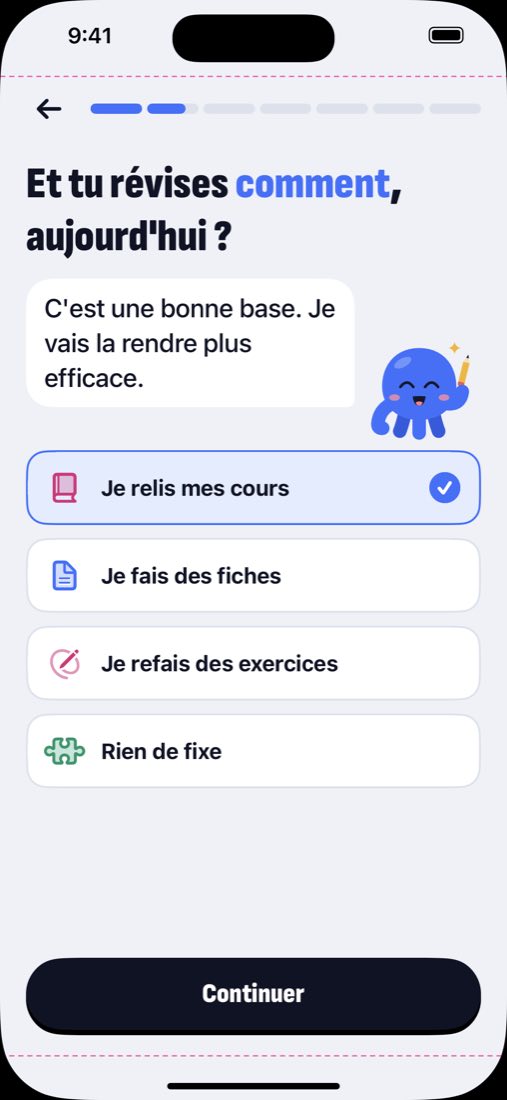 9:41
Et tu révises comment,
aujourd'hui ?
C'est une bonne base. Je
vais la rendre plus
efficace.
Je relis mes cours
Je fais des fiches
Je refais des exercices
Rien de fixe
Continuer